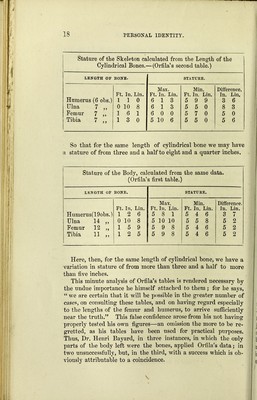 18 PERSONAL IDENTITY.
Stature of the Skeleton calculated from the Length of the
Cylindrical Bones.—(Orfila's second table.)
LENGTH OF BONE. STATURE.
Max. Min. Difference.
Ft. In. Lin. Ft. In. Lin. Ft. In. Lin. In. Lin.
Humerus (6 obs.) 1 1 0 6 1 3 5 9 9 3 6
Ulna 7 „ 0 10 8 6 1 3 5 5 0 8 3
Femur 7 „ 1 6 1 6 0 0 5 7 0 5 0
Tibia 7 „ 1 3 0 5 10 6 5 5 0 5 6
So that for the same length of cylindrical bone we may have
a stature of from three and a half to eight and a quarter inches.
Stature of the Body, calculated from the same data.
(Orfila's first table.)
LENGTH OF BONE. STATURE.
Max. Min. Difference.
Ft. In. Lin. Ft. In. Lin. Ft. In. Lin. In. Lin.
Humerus(19obs.) 1 2 6 5 8 1 5 4 6 3 7
Ulna 14 „ 0 10 8 5 10 10 5 5 8 5 2
Femur 12 „ 1 5 9 5 9 8 5 4 6 5 2
Tibia 11 „ 1 2 5 5 9 8 5 4 6 5 2
Here, then, for the same length of cylindrical bone, we have a
variation in stature of from more than three and a half to more
than five inches.
This minute analysis of Orfila's tables is rendered necessary by
the undue importance he himself attached to them; for he says,
"we are certain that it will be possible in the greater number of
cases, on consulting these tables, and on having regard especially
to the lengths of the femur and humerus, to arrive sufficiently
near the truth." This false confidence arose from his not having
properly tested his own figures—an omission the more to be re-
gretted, as his tables have been used for practical purposes.
Thus, Dr. Henri Bayard, in three instances, in which the only
parts of the body left were the bones, applied Orfila's data; in
two unsuccessfully, but, in the third, with a success which is ob-
viously attributable to a coincidence.